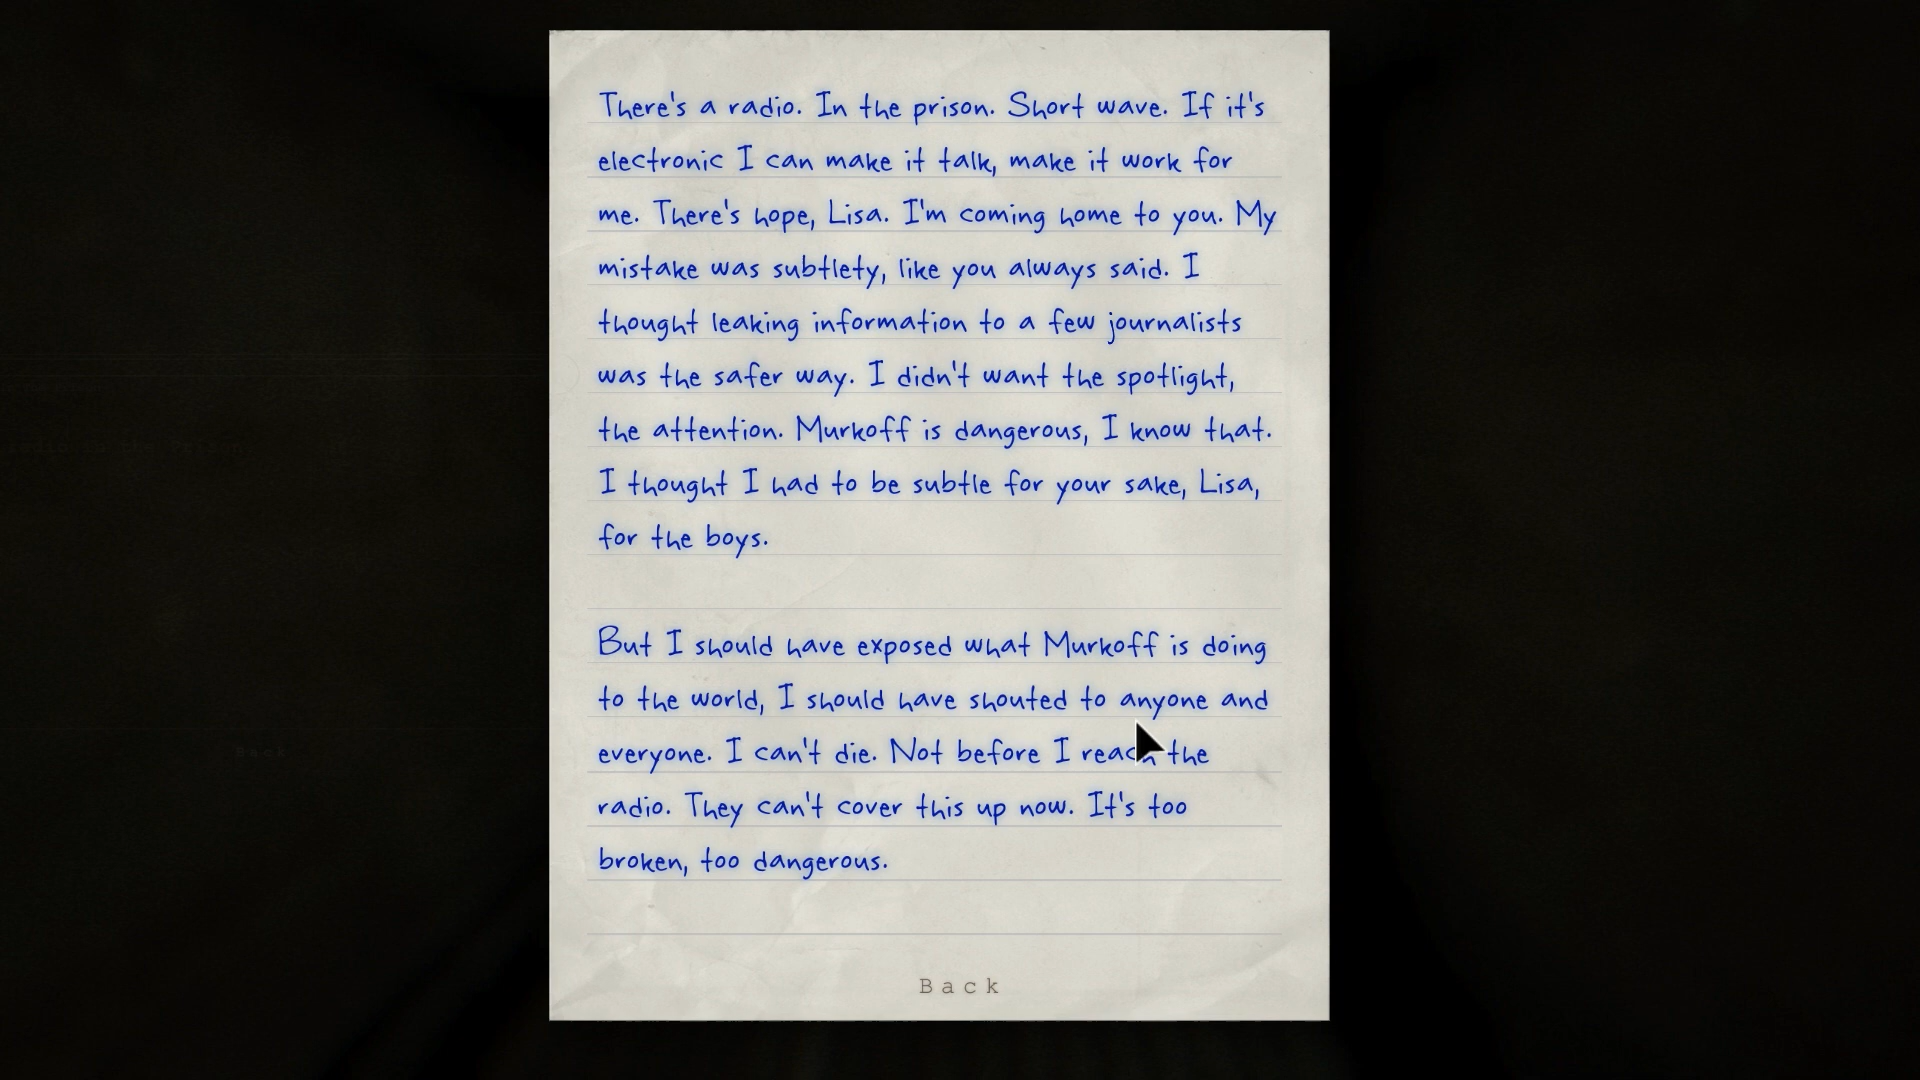 There's a radio. In the prison. Short wave. If it's
electronic I can make it talk, make it work for
me. There's hope, Lisa. I'm coming home to you. My
mistake was subtlety, like you always said. I
thought leaking information to a few journalists
was the safer way. I didn't want the spotlight,
the attention. Murkoff is dangerous, I know that.
I thought I had to be subtle for your sake, Lisa,
for the boys.
But I should have exposed what Murkoff is doing
to the world, I should have shouted to anyone and
everyone. I can't die. Not before I reach the
radio. They can't cover this up now. It's too
broken, too dangerous.
Back